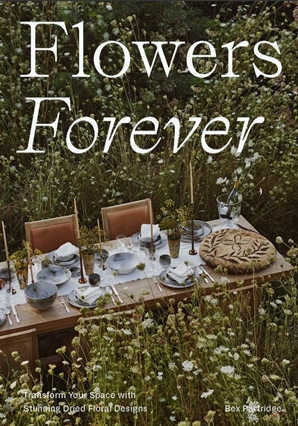 Flowers
Forever
Transform Your Space with
Stunning Dried Floral Designs
Bex Partridge